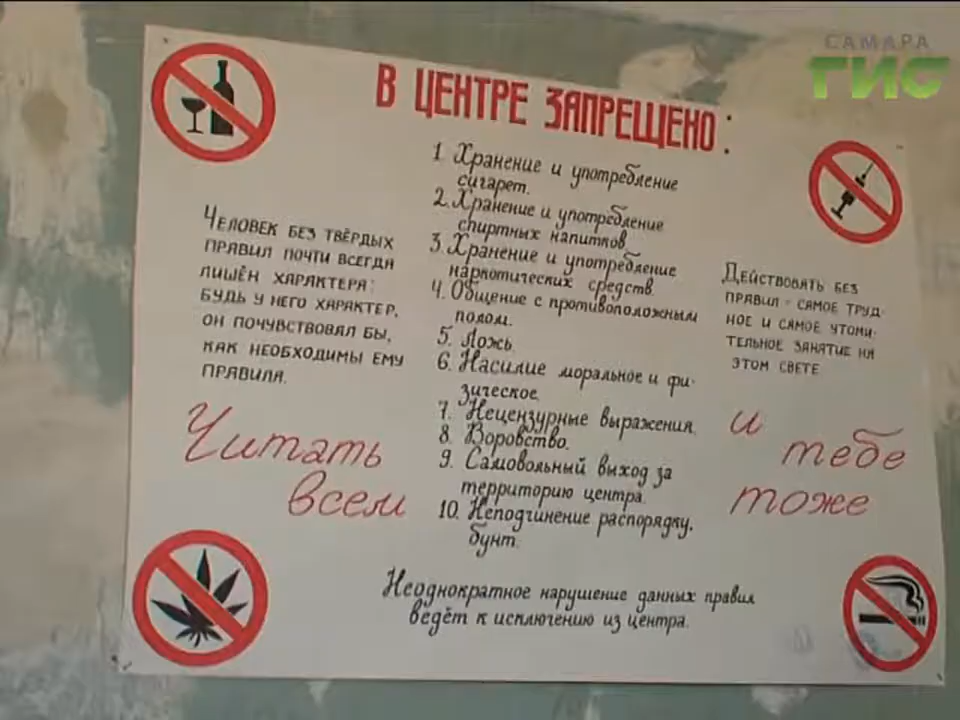 САМАРА
ГИС
В ЦЕНТРЕ ЗАПРЕЩЕНО:
1. Хранение и употребление
сигарет.
2. Хранение и употребление
спиртных напитков.
3. Хранение и употребление
наркотических средств.
4. Общение с противоположным
полом.
5. Ложь.
6. Насилие моральное и фи-
зическое.
7. Нецензурные выражения.
8. Воровство.
9. Самовольный выход за
территорию центра.
10. Неподчинение распорядку,
бунт.
ЧЕЛОВЕК БЕЗ ТВЁРДЫХ
ПРАВИЛ ПОЧТИ ВСЕГДА
ЛИШЁН ХАРАКТЕРА:
БУДЬ У НЕГО ХАРАКТЕР,
ОН ПОЧУВСТВОВАЛ БЫ,
КАК НЕОБХОДИМЫ ЕМУ
ПРАВИЛА.
Читать
всем
ДЕЙСТВОВАТЬ БЕЗ
ПРАВИЛ - САМОЕ ТРУД-
НОЕ И САМОЕ УТОМИ-
ТЕЛЬНОЕ ЗАНЯТИЕ НА
ЭТОМ СВЕТЕ
и
тебе
тоже
Неоднократное нарушение данных правил
ведёт к исключению из центра.